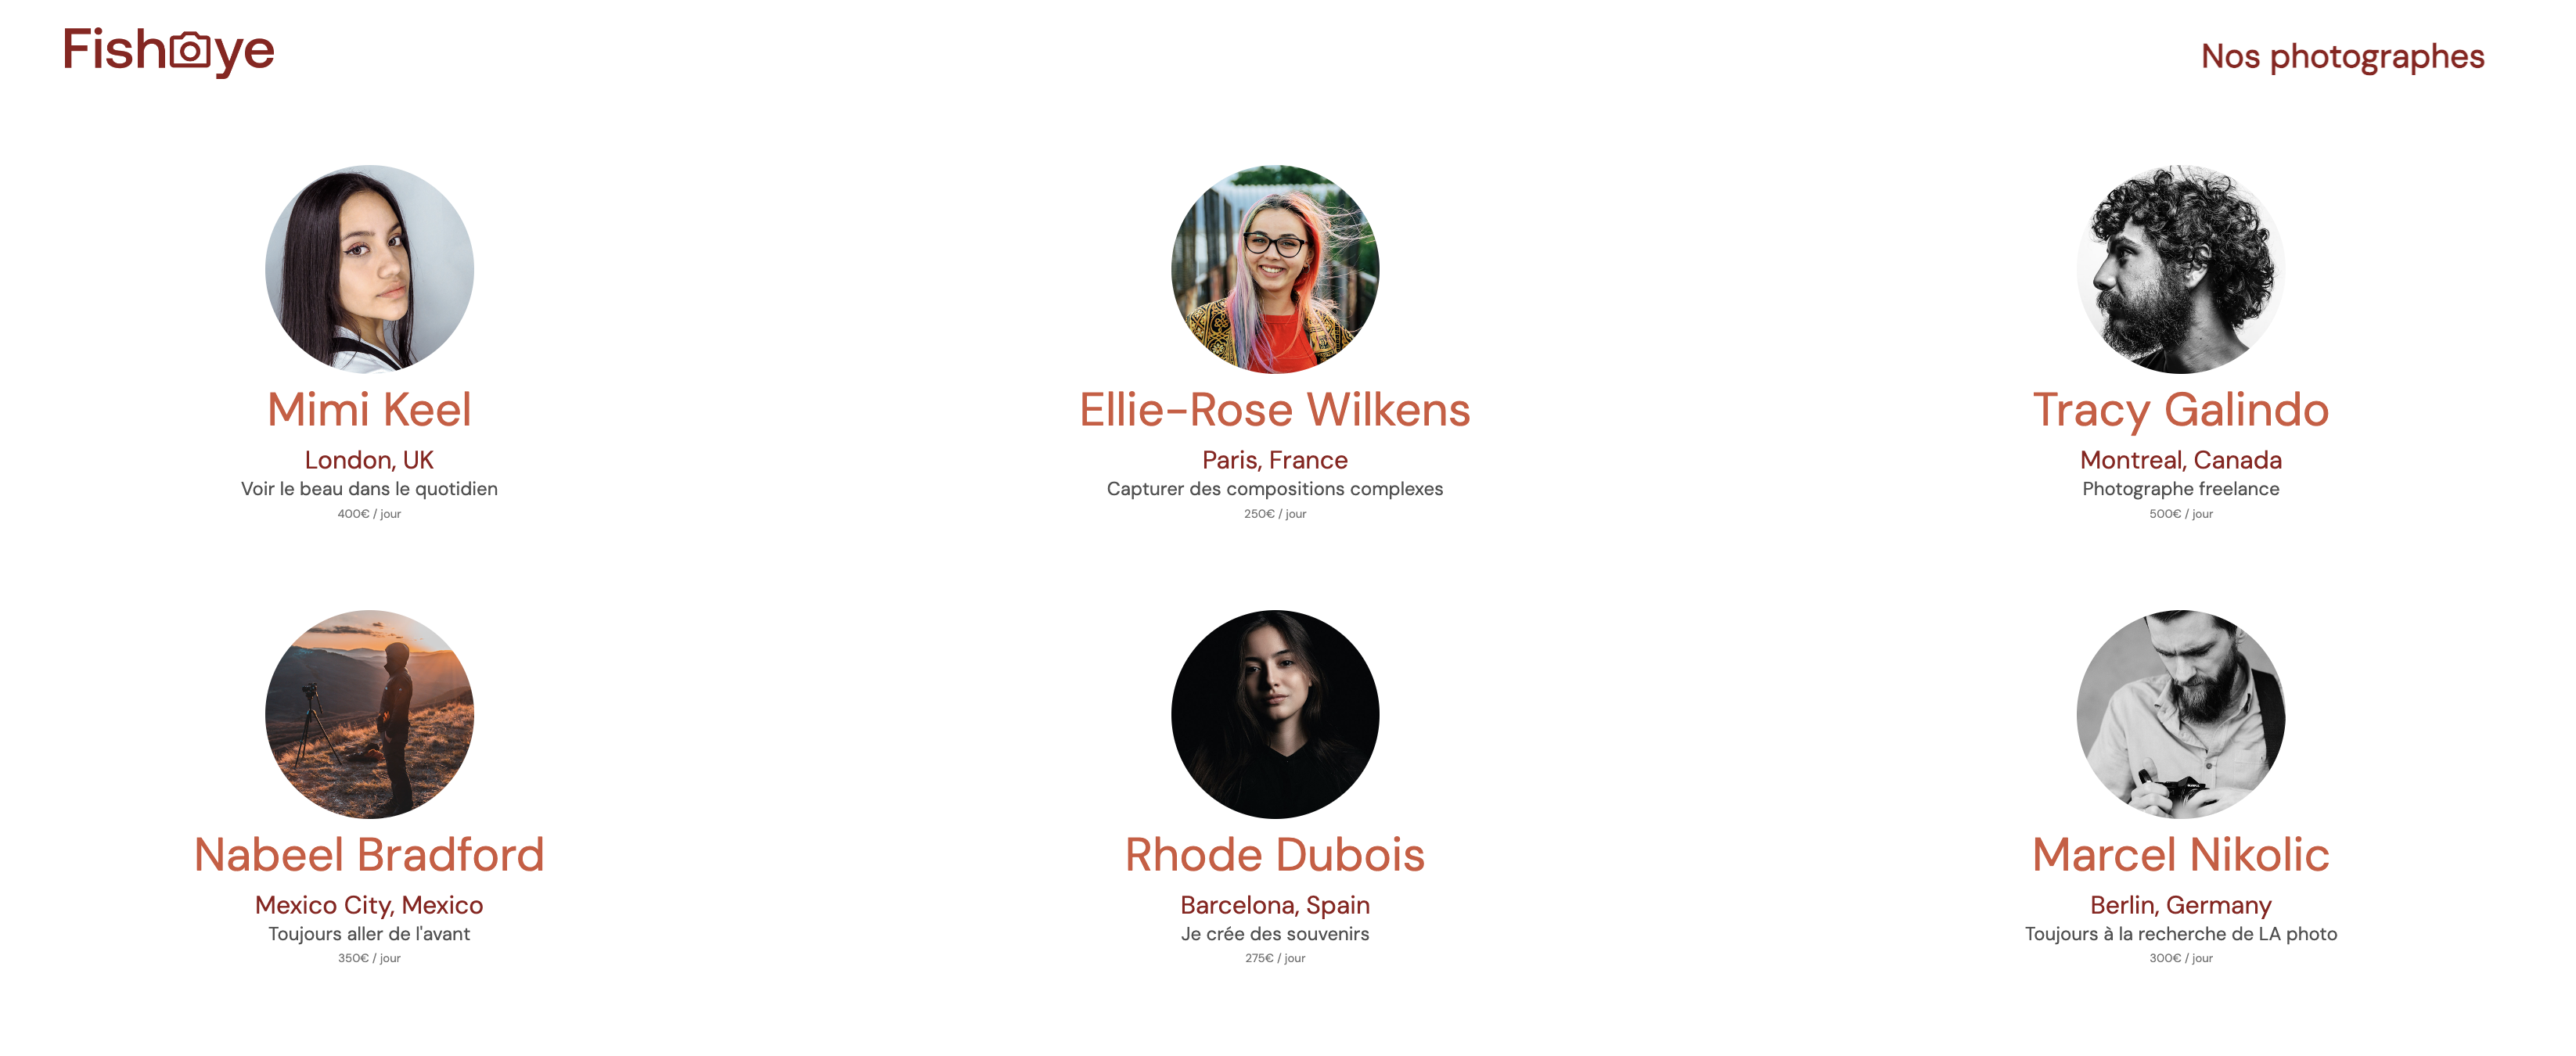 Fisheye
Nos photographes
Mimi Keel
London, UK
Voir le beau dans le quotidien
400€ / jour
Ellie-Rose Wilkens
Paris, France
Capturer des compositions complexes
250€ / jour
Tracy Galindo
Montreal, Canada
Photographe freelance
500€ / jour
Nabeel Bradford
Mexico City, Mexico
Toujours aller de l'avant
350€ / jour
Rhode Dubois
Barcelona, Spain
Je crée des souvenirs
275€ / jour
Marcel Nikolic
Berlin, Germany
Toujours à la recherche de LA photo
300€ / jour